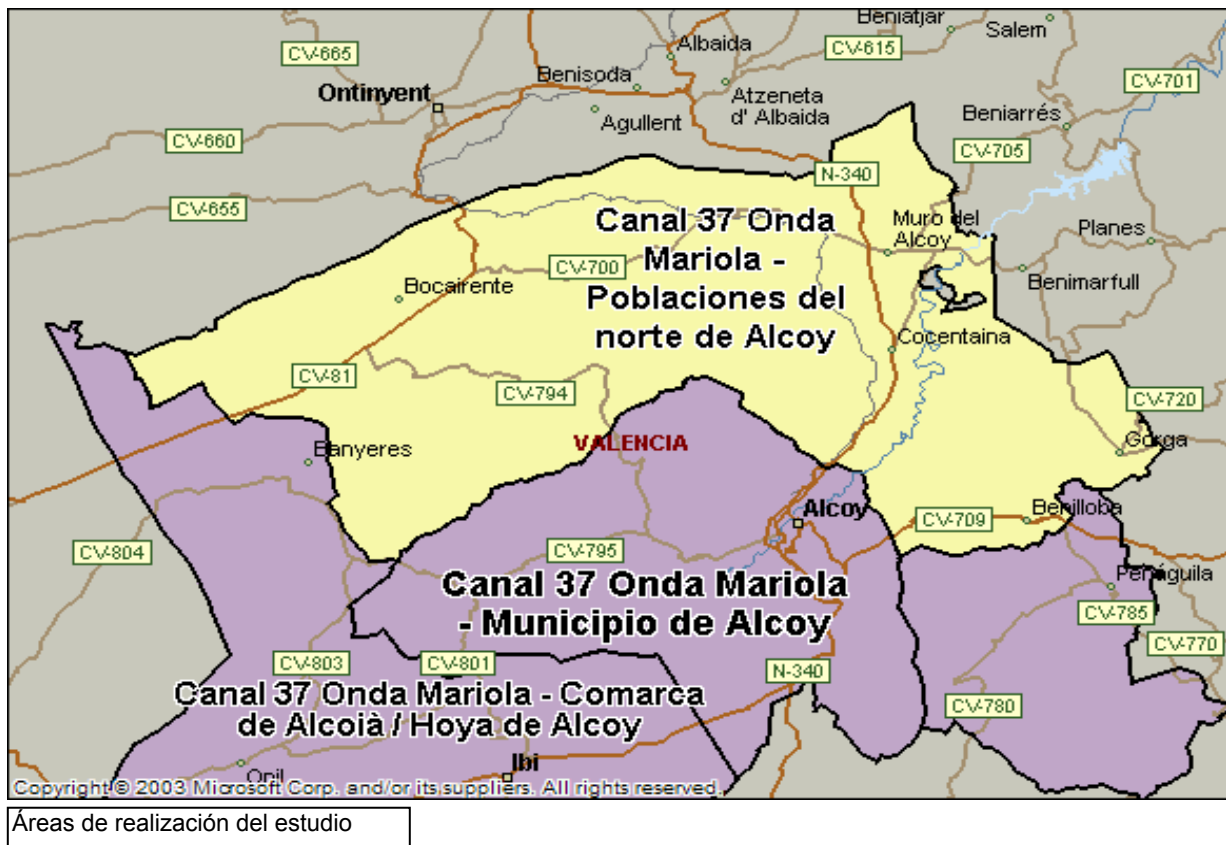 Beniatjar
Salem
CV-665
Albaida
CV-615
CV-701
Benisoda
Ontinyent
Atzeneta
d' Albaida
Agullent
Beniarrés
CV-660
CV-705
N-340
CV-655
Canal 37 Onda
Mariola -
Poblaciones del
norte de Alcoy
Muro del
Alcoy
Planes
CV-700
Benimarfull
Bocairente
Cocentaina
CV-81
CV-794
CV-720
VALENCIA
Gorga
Banyeres
Alcoy
Benilloba
CV-709
CV-804
CV-795
Penáguila
Canal 37 Onda Mariola
- Municipio de Alcoy
CV-785
CV-770
CV-803
CV-801
N-340
Canal 37 Onda Mariola - Comarca
de Alcoià / Hoya de Alcoy
CV-780
Onil
Ibi
Copyright © 2003 Microsoft Corp. and/or its suppliers. All rights reserved.
Áreas de realización del estudio